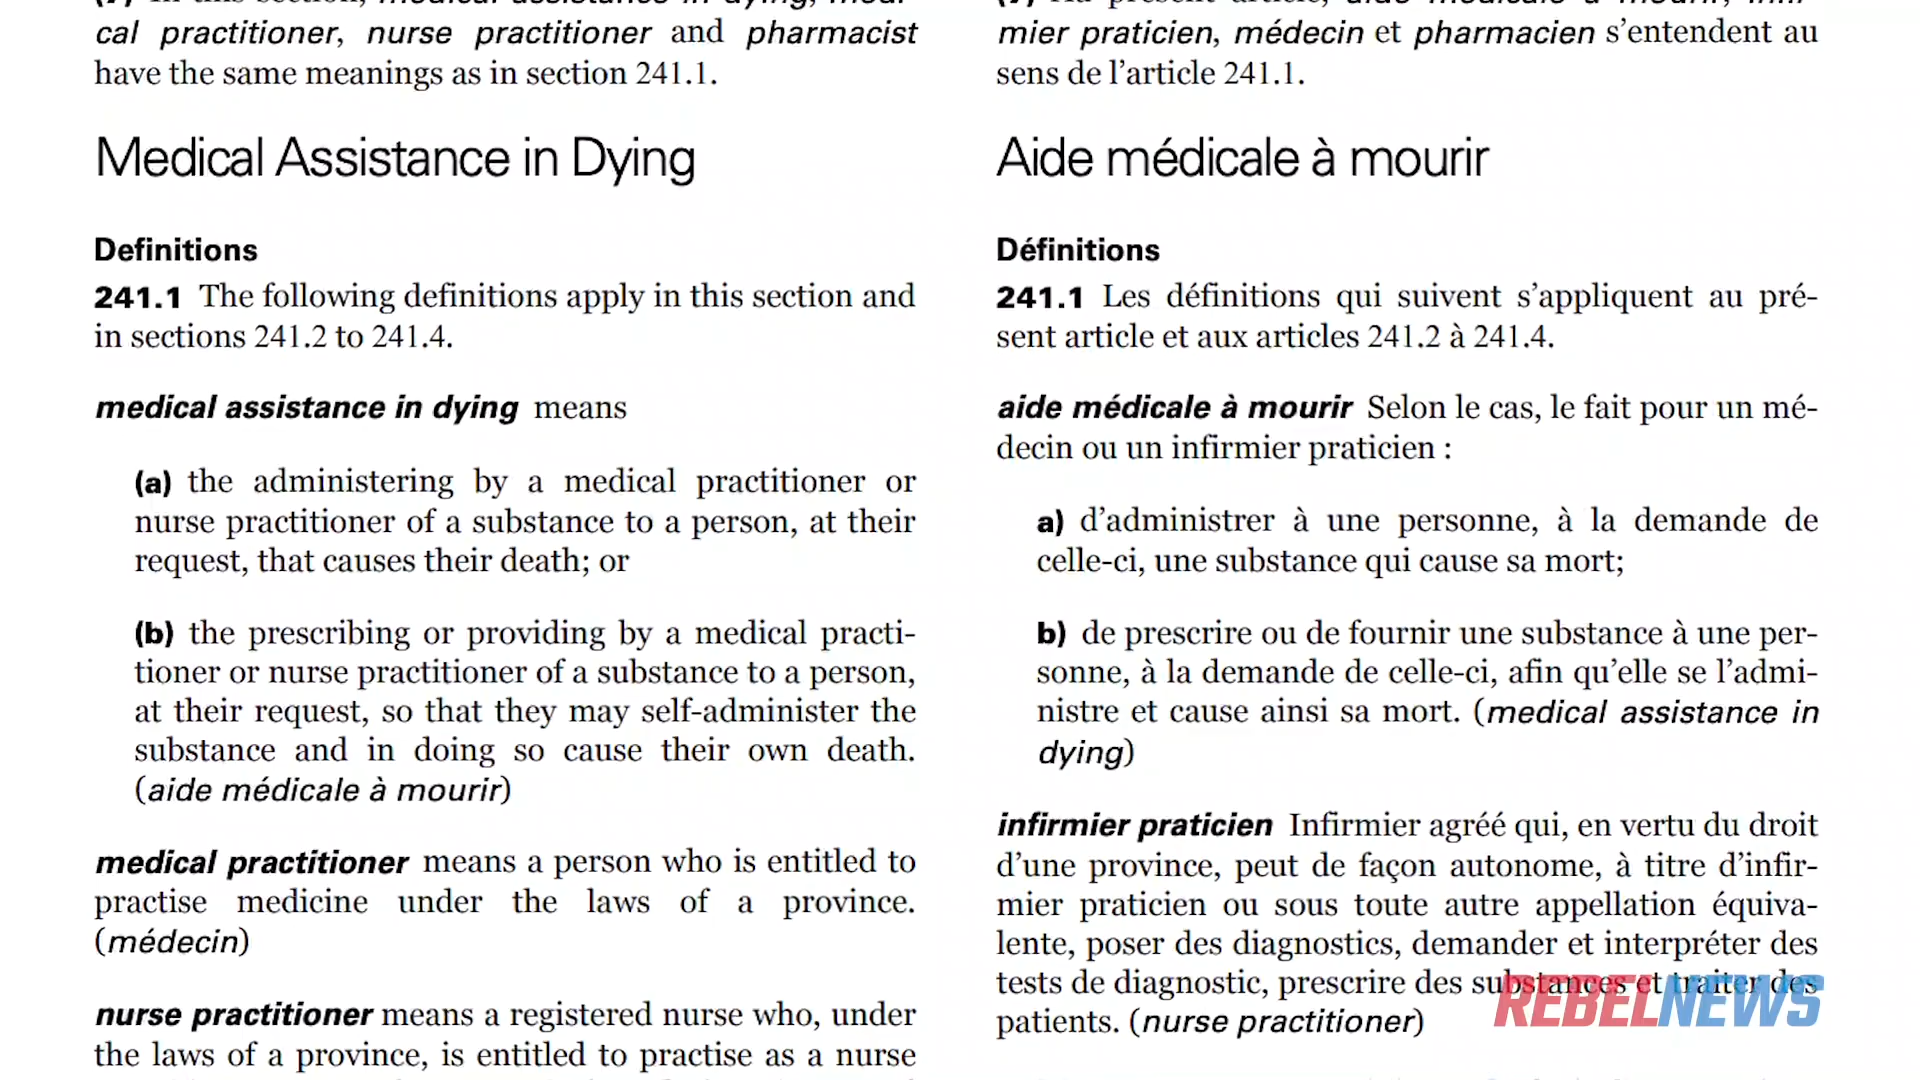 cal practitioner, nurse practitioner and pharmacist
have the same meanings as in section 241.1.
Medical Assistance in Dying
Definitions
241.1 The following definitions apply in this section and
in sections 241.2 to 241.4.
medical assistance in dying means
(a) the administering by a medical practitioner or
nurse practitioner of a substance to a person, at their
request, that causes their death; or
(b) the prescribing or providing by a medical practi-
tioner or nurse practitioner of a substance to a person,
at their request, so that they may self-administer the
substance and in doing so cause their own death.
(aide médicale à mourir)
medical practitioner means a person who is entitled to
practise medicine under the laws of a province.
(médecin)
nurse practitioner means a registered nurse who, under
the laws of a province, is entitled to practise as a nurse
mier praticien, médecin et pharmacien s’entendent au
sens de l’article 241.1.
Aide médicale à mourir
Définitions
241.1 Les définitions qui suivent s’appliquent au pré-
sent article et aux articles 241.2 à 241.4.
aide médicale à mourir Selon le cas, le fait pour un mé-
decin ou un infirmier praticien :
a) d’administrer à une personne, à la demande de
celle-ci, une substance qui cause sa mort;
b) de prescrire ou de fournir une substance à une per-
sonne, à la demande de celle-ci, afin qu’elle se l’admi-
nistre et cause ainsi sa mort. (medical assistance in
dying)
infirmier praticien Infirmier agréé qui, en vertu du droit
d’une province, peut de façon autonome, à titre d’infir-
mier praticien ou sous toute autre appellation équiva-
lente, poser des diagnostics, demander et interpréter des
tests de diagnostic, prescrire des substances et traiter des
patients. (nurse practitioner)
REBELNEWS